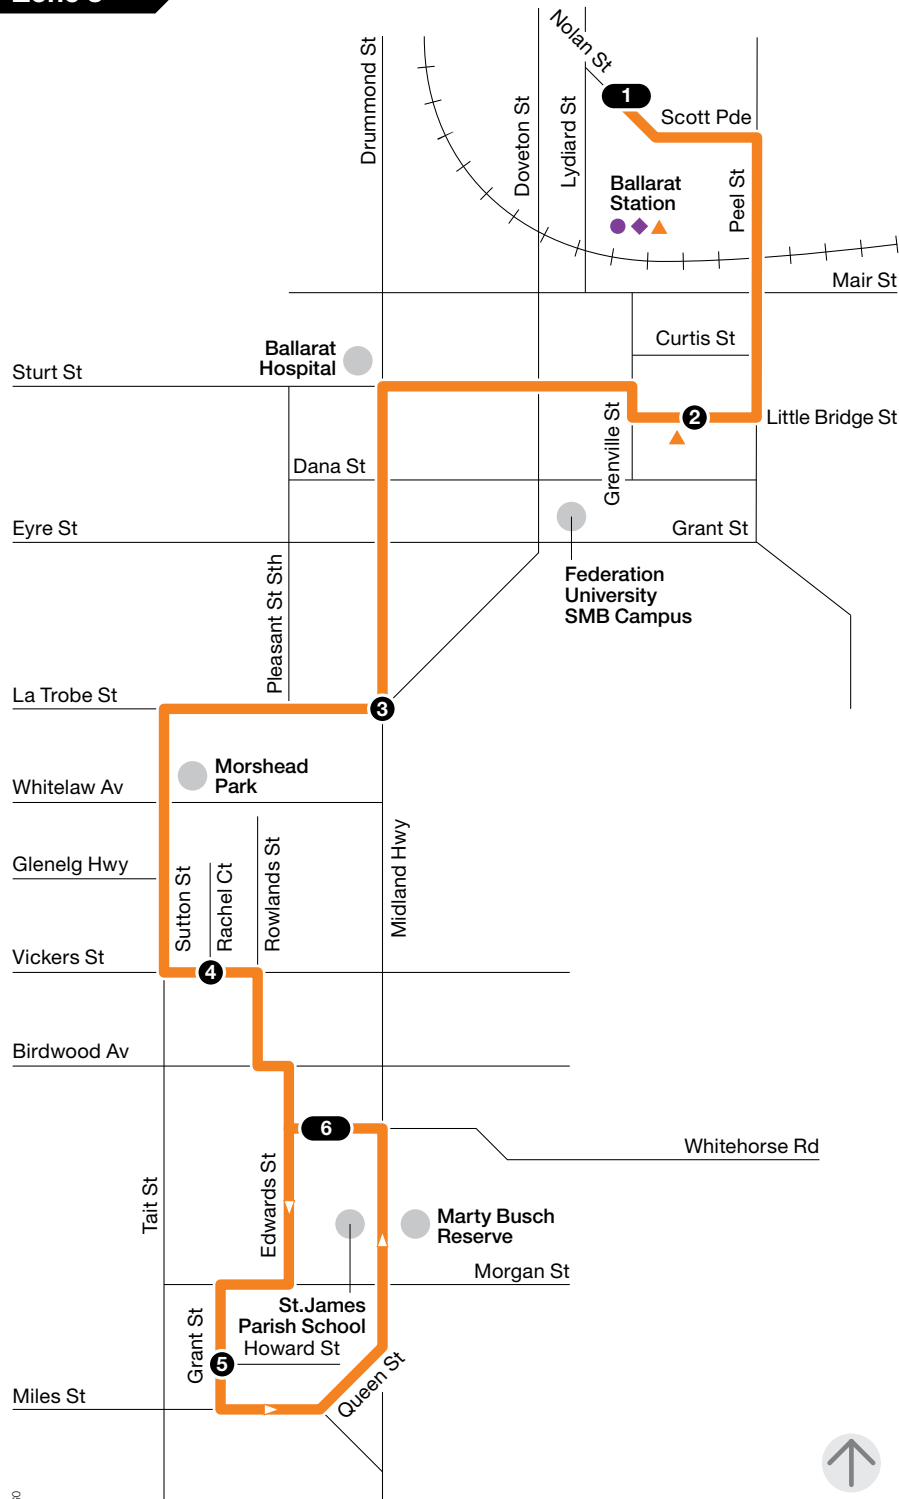 Nolan St
Drummond St
Doveton St
Lydiard St
1
Scott Pde
Ballarat
Station
Peel St
Mair St
Curtis St
Ballarat
Hospital
Sturt St
Grenville St
2
Little Bridge St
Dana St
Eyre St
Grant St
Pleasant St Sth
Federation
University
SMB Campus
La Trobe St
3
Morshead
Park
Whitelaw Av
Glenelg Hwy
Sutton St
Rachel Ct
Rowlands St
Midland Hwy
Vickers St
4
Birdwood Av
6
Whitehorse Rd
Tait St
Edwards St
Marty Busch
Reserve
Morgan St
St.James
Parish School
Howard St
Grant St
5
Queen St
Miles St